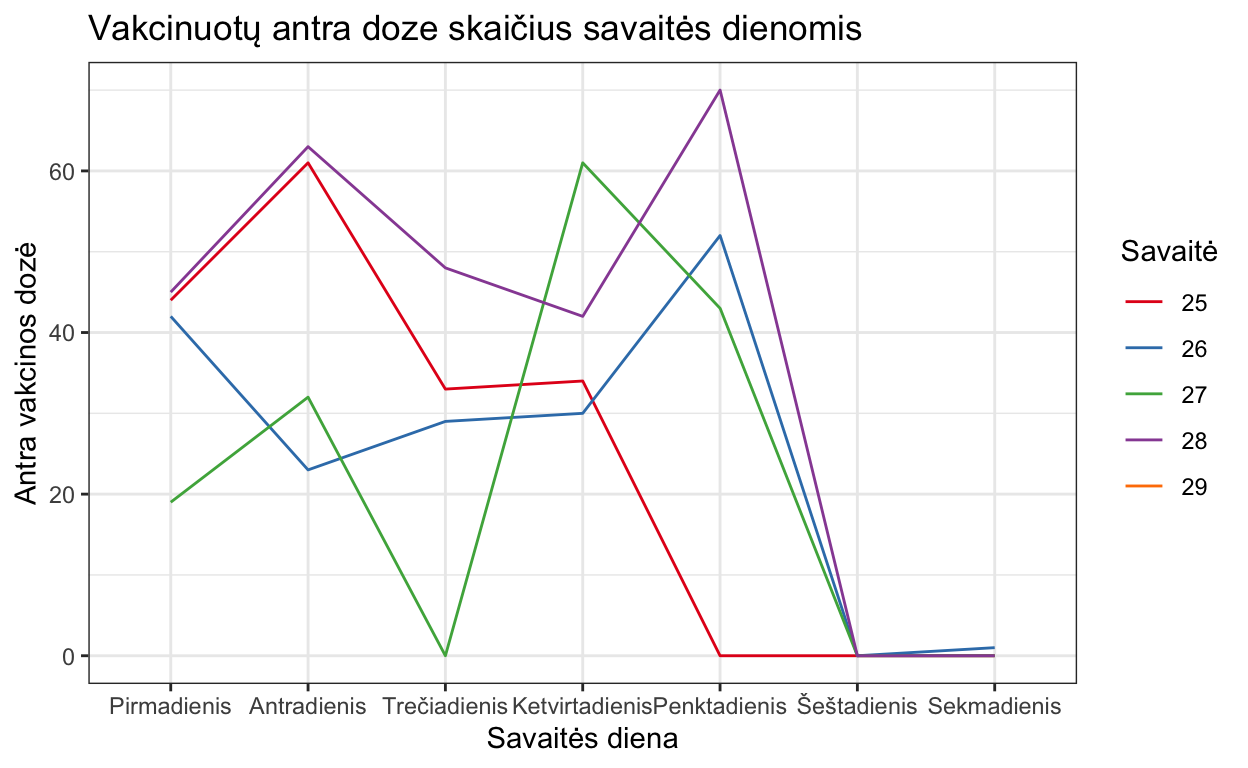 Vakcinuotų antra doze skaičius savaitės dienomis
Antra vakcinos dozė
60
40
20
0
Pirmadienis Antradienis Trečiadienis Ketvirtadienis Penktadienis Šeštadienis Sekmadienis
Savaitės diena
Savaitė
25
26
27
28
29